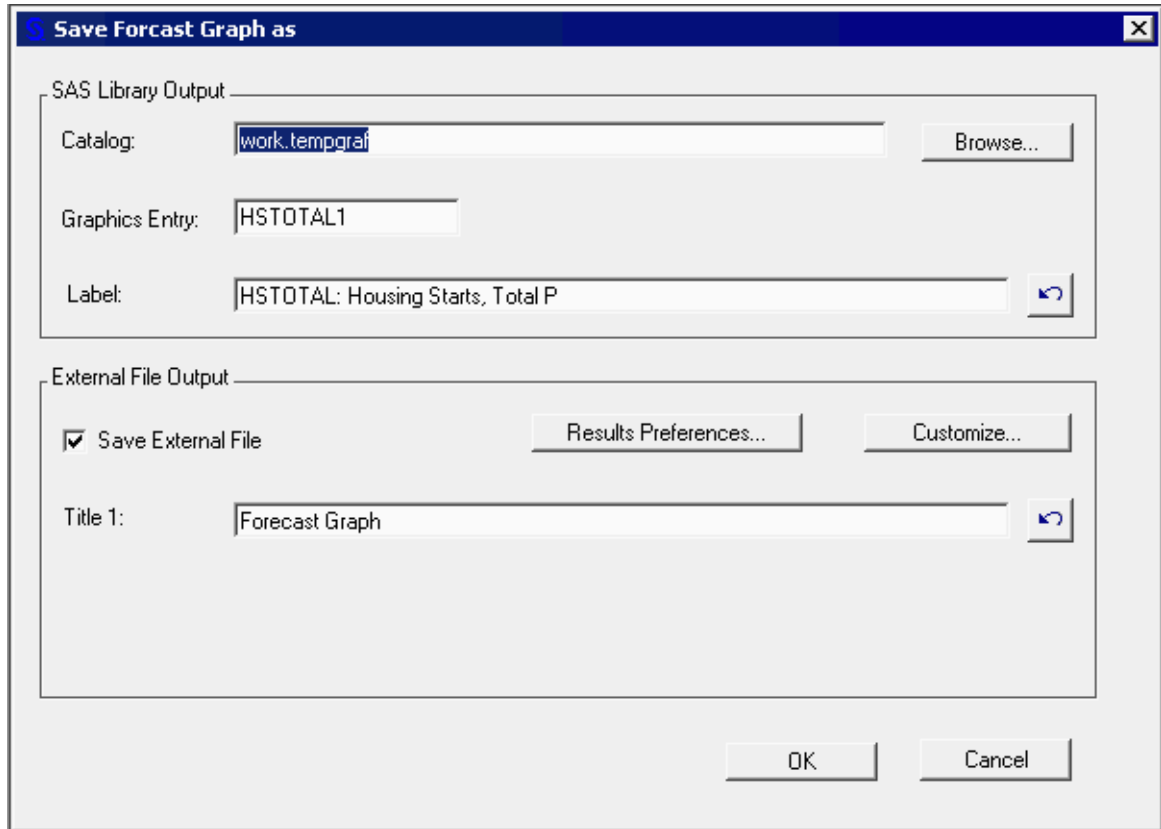 Save Forcast Graph as
SAS Library Output
Catalog: work.tempgraf Browse...
Graphics Entry: HSTOTAL1
Label: HSTOTAL: Housing Starts, Total P
External File Output
Save External File Results Preferences... Customize...
Title 1: Forecast Graph
OK Cancel